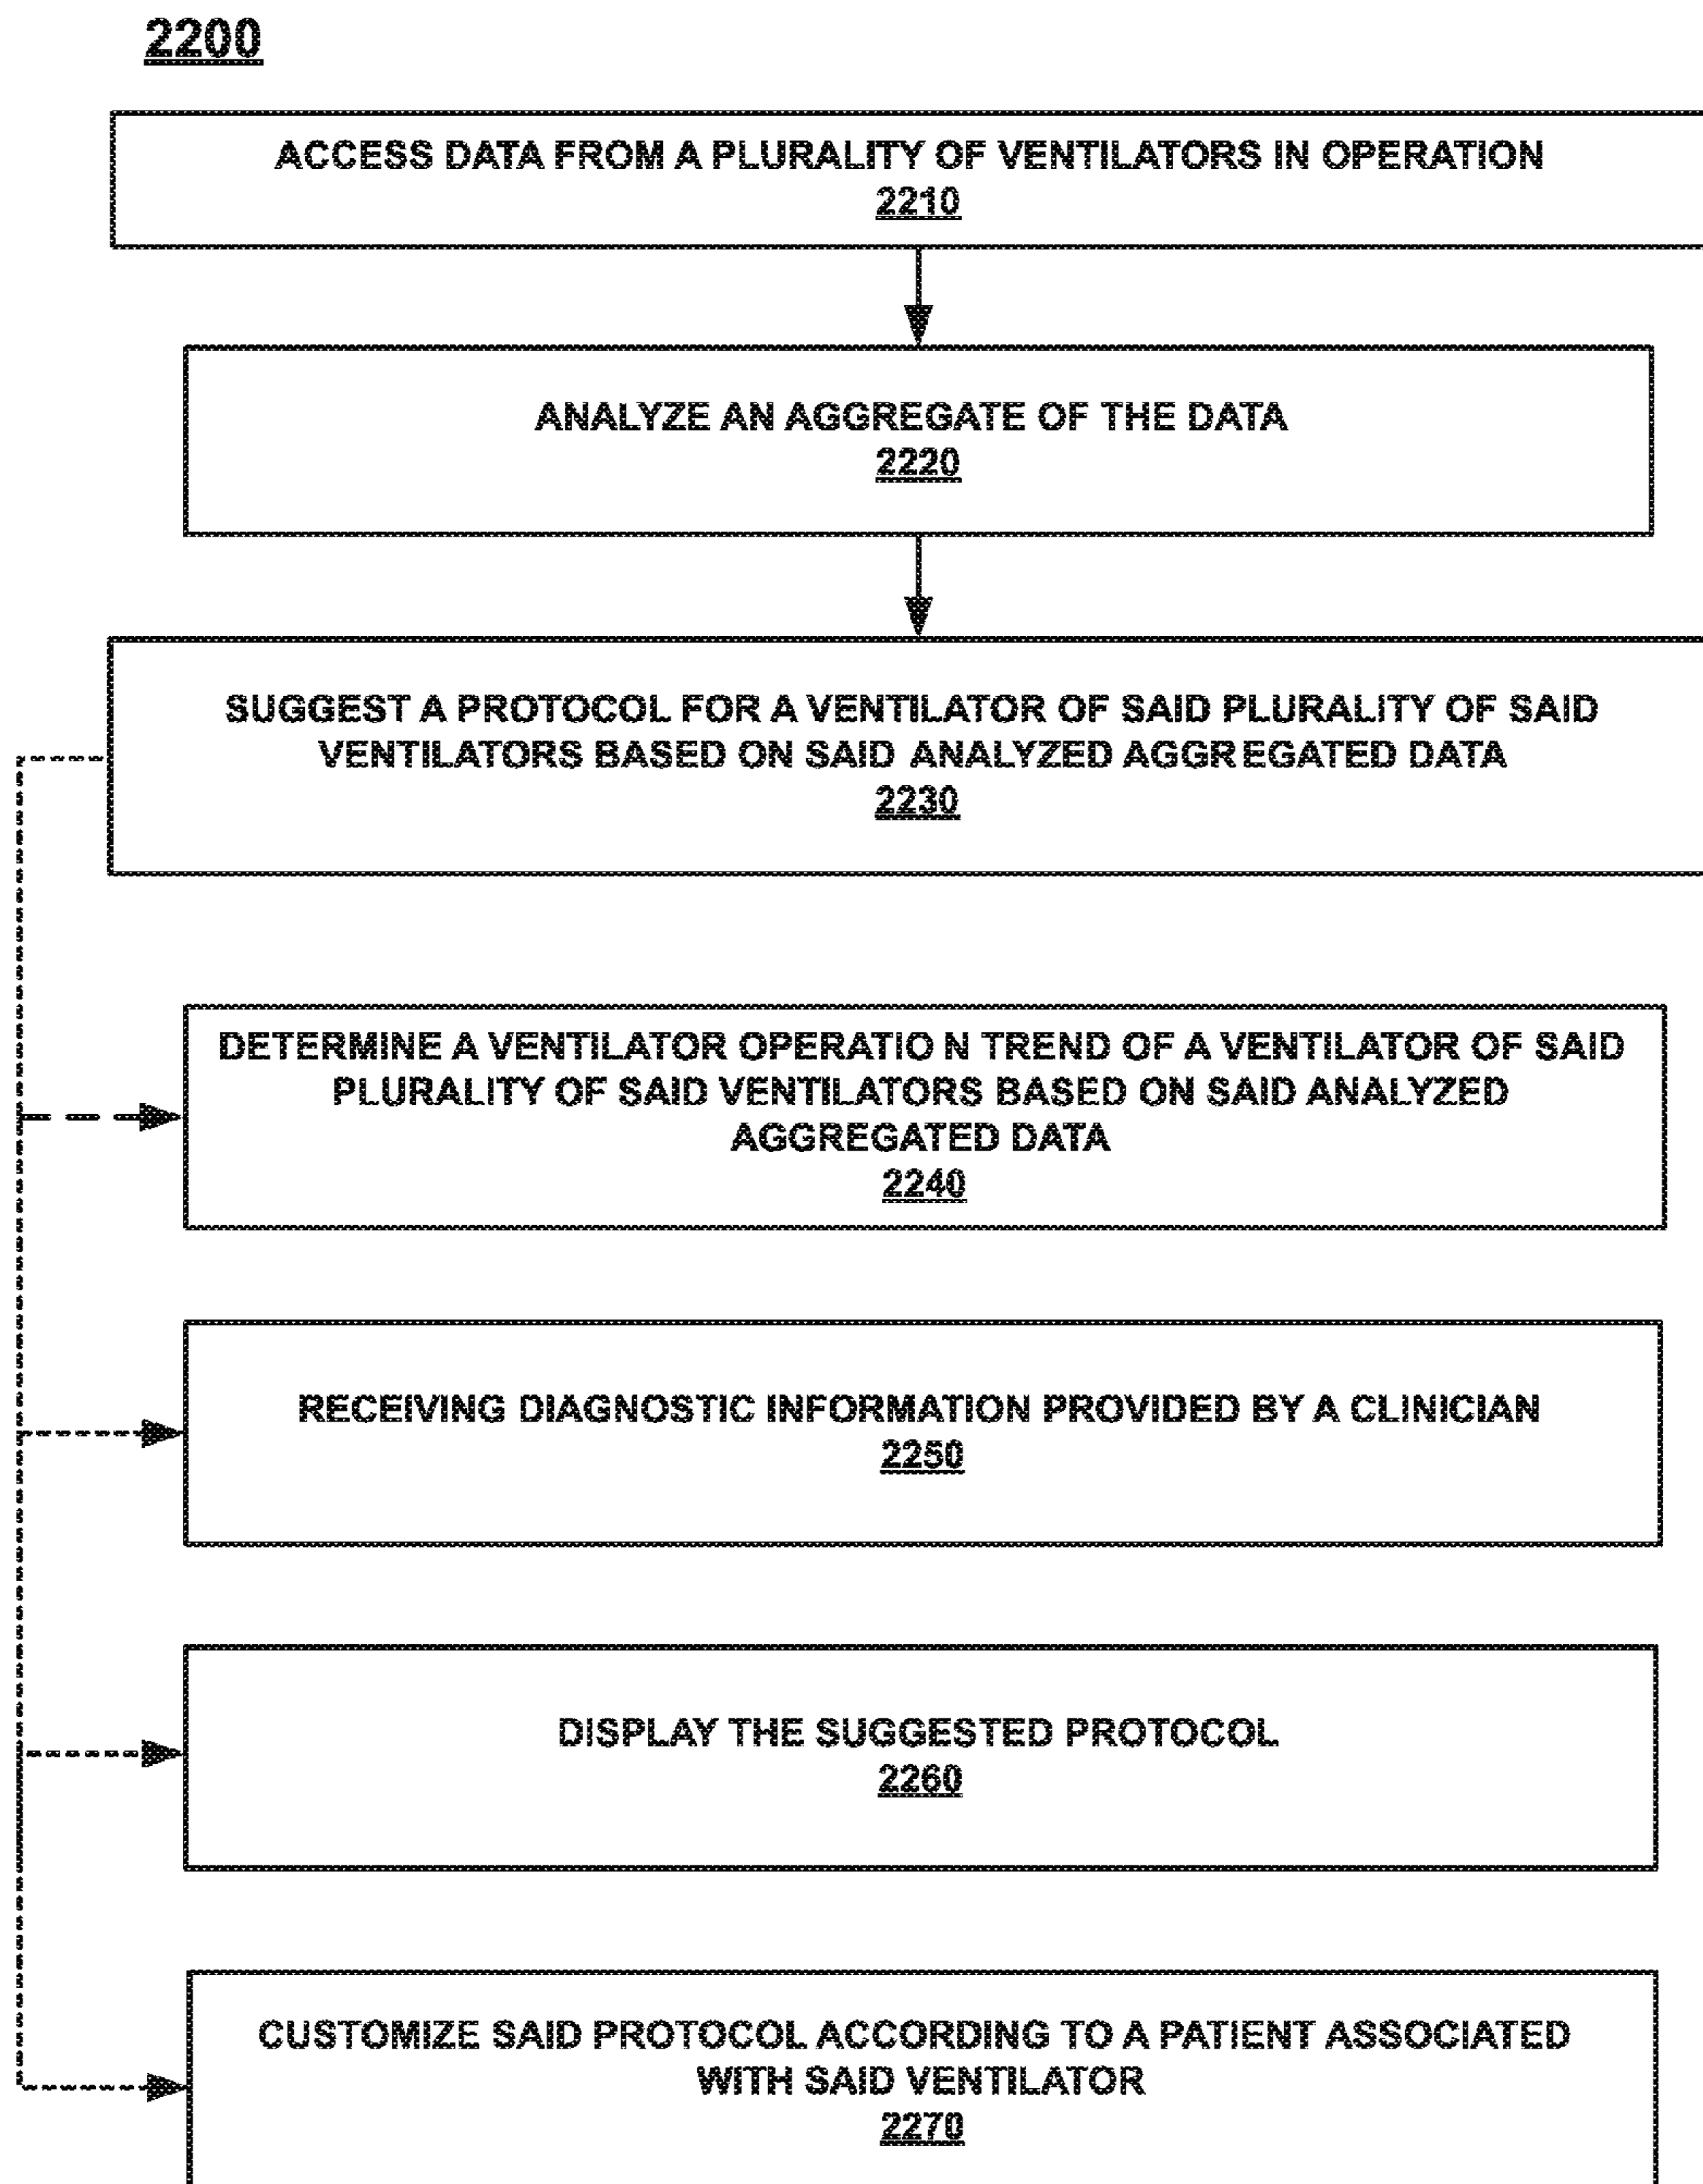 2200
ACCESS DATA FROM A PLURALITY OF VENTILATORS IN OPERATION
2210
ANALYZE AN AGGREGATE OF THE DATA
2220
SUGGEST A PROTOCOL FOR A VENTILATOR OF SAID PLURALITY OF SAID
VENTILATORS BASED ON SAID ANALYZED AGGREGATED DATA
2230
DETERMINE A VENTILATOR OPERATIO N TREND OF A VENTILATOR OF SAID
PLURALITY OF SAID VENTILATORS BASED ON SAID ANALYZED
AGGREGATED DATA
2240
RECEIVING DIAGNOSTIC INFORMATION PROVIDED BY A CLINICIAN
2250
DISPLAY THE SUGGESTED PROTOCOL
2260
CUSTOMIZE SAID PROTOCOL ACCORDING TO A PATIENT ASSOCIATED
WITH SAID VENTILATOR
2270